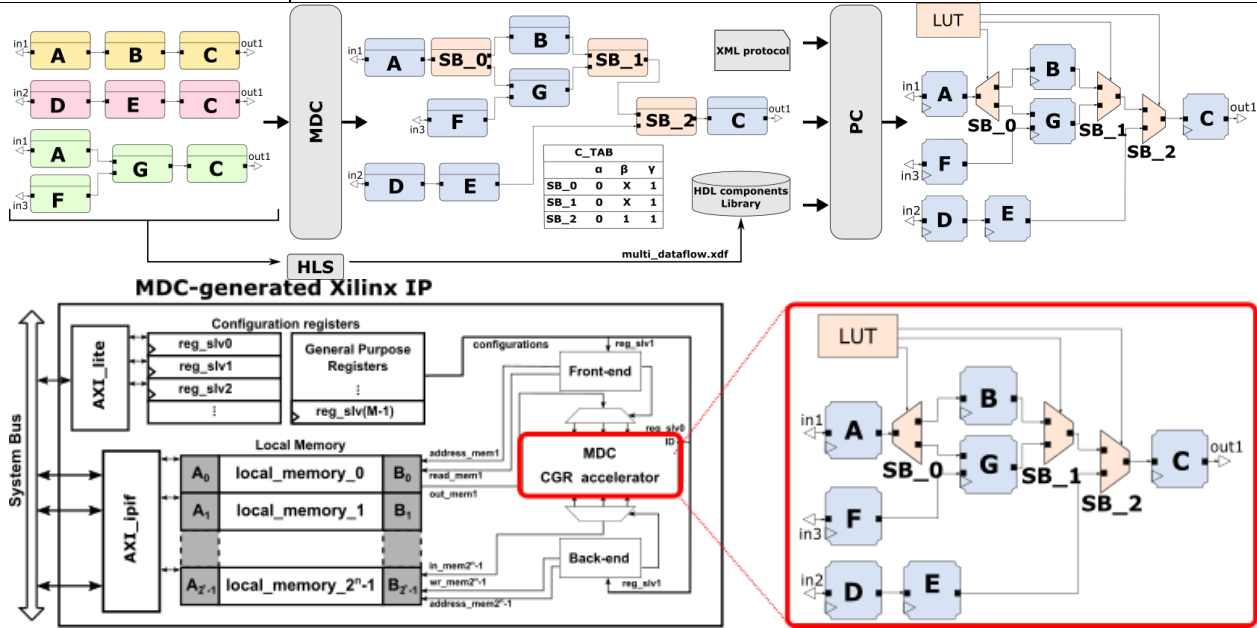 in1 A B C out1
in2 D E C out1
in1 A G C out1
in3 F
MDC
in1 A SB_0 B SB_1
G
in3 F
SB_2 C out1
in2 D E
C_TAB
α β γ
SB_0 0 X 1
SB_1 0 X 1
SB_2 0 1 1
XML protocol
HDL components
Library
PC
LUT
in1 A B C out1
SB_0 G SB_1
SB_2
F
in3
in2 D E
HLS
multi_dataflow.xdf
MDC-generated Xilinx IP
System Bus
AXI_lite
Configuration registers
reg_slv0
reg_slv1
reg_slv2
⋮
General Purpose
Registers
⋮
reg_slv(M-1)
configurations
reg_slv1
Front-end
reg_slv0
ID
MDC
CGR accelerator
Back-end
reg_slv1
AXI_ipif
Local Memory
A0 local_memory_0 B0
A1 local_memory_1 B1
local_memory_2ⁿ-1
address_mem1
read_mem1
out_mem1
in_mem2ⁿ-1
wr_mem2ⁿ-1
address_mem2ⁿ-1
LUT
in1 A B
SB_0 G SB_1 C out1
SB_2
F
in3
in2 D E